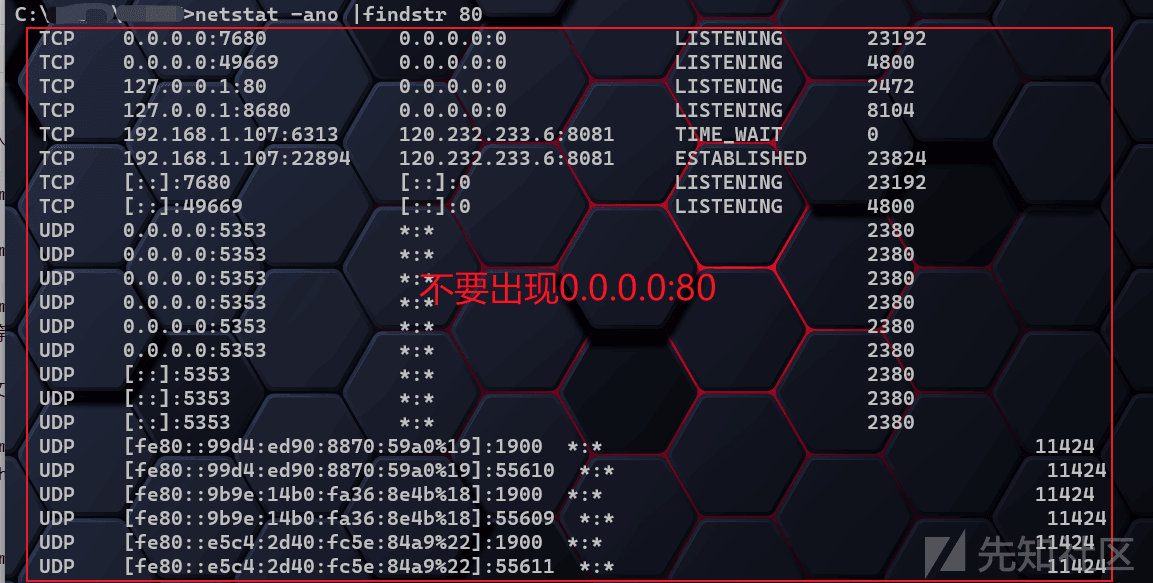 C:\ \ >netstat -ano |findstr 80
TCP 0.0.0.0:7680 0.0.0.0:0 LISTENING 23192
TCP 0.0.0.0:49669 0.0.0.0:0 LISTENING 4800
TCP 127.0.0.1:80 0.0.0.0:0 LISTENING 2472
TCP 127.0.0.1:8680 0.0.0.0:0 LISTENING 8104
TCP 192.168.1.107:6313 120.232.233.6:8081 TIME_WAIT 0
TCP 192.168.1.107:22894 120.232.233.6:8081 ESTABLISHED 23824
TCP [::]:7680 [::]:0 LISTENING 23192
TCP [::]:49669 [::]:0 LISTENING 4800
UDP 0.0.0.0:5353 *:* 2380
UDP 0.0.0.0:5353 *:* 2380
UDP 0.0.0.0:5353 *:* 2380
不要出现0.0.0.0:80
UDP 0.0.0.0:5353 *:* 2380
UDP 0.0.0.0:5353 *:* 2380
UDP 0.0.0.0:5353 *:* 2380
UDP [::]:5353 *:* 2380
UDP [::]:5353 *:* 2380
UDP [::]:5353 *:* 2380
UDP [fe80::99d4:ed90:8870:59a0%19]:1900 *:* 11424
UDP [fe80::99d4:ed90:8870:59a0%19]:55610 *:* 11424
UDP [fe80::9b9e:14b0:fa36:8e4b%18]:1900 *:* 11424
UDP [fe80::9b9e:14b0:fa36:8e4b%18]:55609 *:* 11424
UDP [fe80::e5c4:2d40:fc5e:84a9%22]:1900 *:* 11424
UDP [fe80::e5c4:2d40:fc5e:84a9%22]:55611 *:* 11424
先知社区